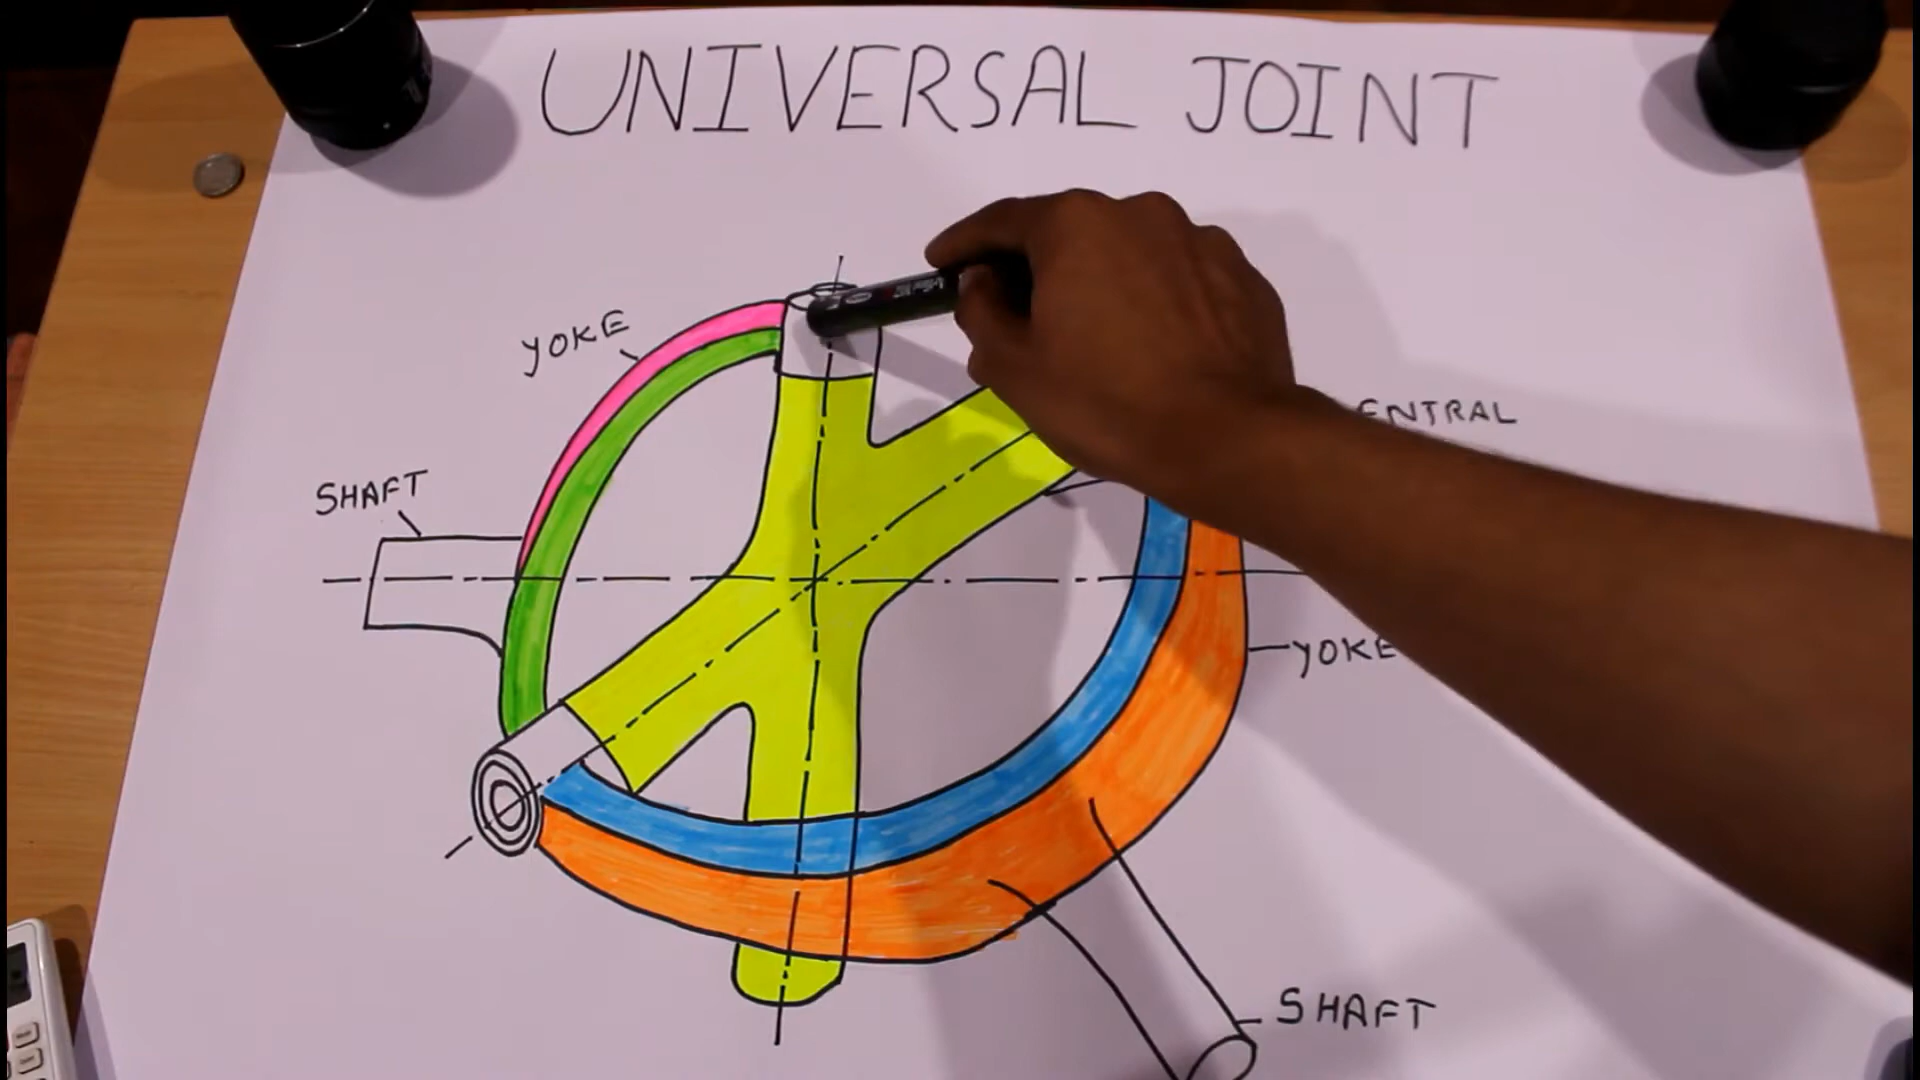 UNIVERSAL JOINT
YOKE
SHAFT
ENTRAL
YOKE
SHAFT